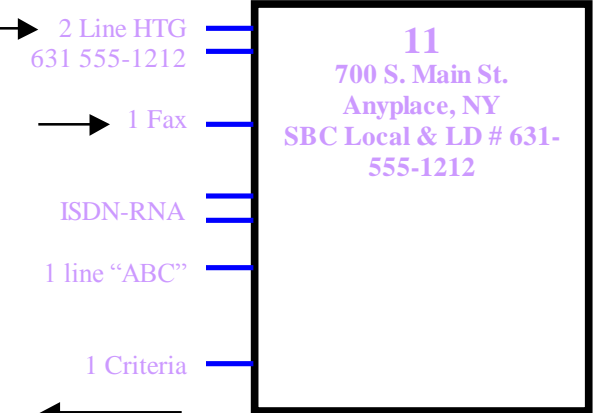 2 Line HTG
631 555-1212
1 Fax
ISDN-RNA
1 line “ABC”
1 Criteria
11
700 S. Main St.
Anyplace, NY
SBC Local & LD # 631-
555-1212